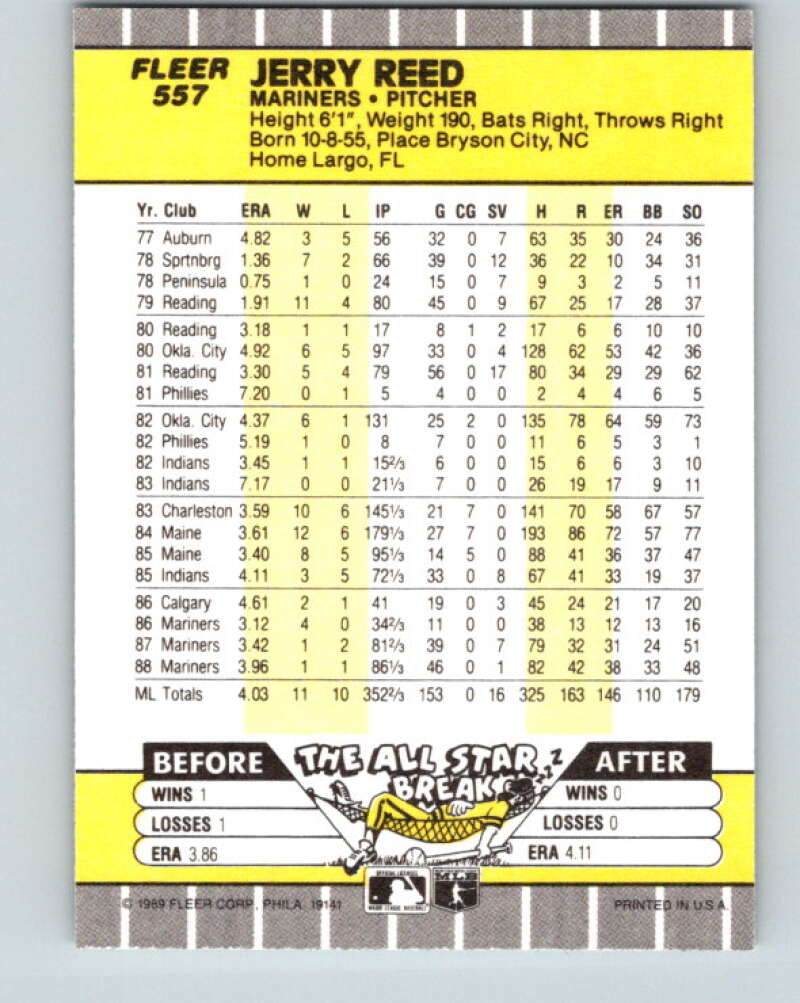 FLEER JERRY REED
557 MARINERS • PITCHER
Height 6'1", Weight 190, Bats Right, Throws Right
Born 10-8-55, Place Bryson City, NC
Home Largo, FL
Yr. Club ERA W L IP G CG SV H R ER BB SO
77 Auburn 4.82 3 5 56 32 0 7 63 35 30 24 36
78 Sprtnbrg 1.36 7 2 66 39 0 12 36 22 10 34 31
78 Peninsula 0.75 1 0 24 15 0 7 9 3 2 5 11
79 Reading 1.91 11 4 80 45 0 9 67 25 17 28 37
80 Reading 3.18 1 1 17 8 1 2 17 6 6 10 10
80 Okla. City 4.92 6 5 97 33 0 4 128 62 53 42 36
81 Reading 3.30 5 4 79 56 0 17 80 34 29 29 62
81 Phillies 7.20 0 1 5 4 0 0 2 4 4 6 5
82 Okla. City 4.37 6 1 131 25 2 0 135 78 64 59 73
82 Phillies 5.19 1 0 8 7 0 0 11 6 5 3 1
82 Indians 3.45 1 1 152/3 6 0 0 15 6 6 3 10
83 Indians 7.17 0 0 211/3 7 0 0 26 19 17 9 11
83 Charleston 3.59 10 6 1451/3 21 7 0 141 70 58 67 57
84 Maine 3.61 12 6 1791/3 27 7 0 193 86 72 57 77
85 Maine 3.40 8 5 951/3 14 5 0 88 41 36 37 47
85 Indians 4.11 3 5 721/3 33 0 8 67 41 33 19 37
86 Calgary 4.61 2 1 41 19 0 3 45 24 21 17 20
86 Mariners 3.12 4 0 342/3 11 0 0 38 13 12 13 16
87 Mariners 3.42 1 2 812/3 39 0 7 79 32 31 24 51
88 Mariners 3.96 1 1 861/3 46 0 1 82 42 38 33 48
ML Totals 4.03 11 10 3522/3 153 0 16 325 163 146 110 179
BEFORE THE ALL STAR BREAK ZZZ AFTER
WINS 1 WINS 0
LOSSES 1 LOSSES 0
ERA 3.86 ERA 4.11
OFFICIAL LICENSEE
MAJOR LEAGUE BASEBALL
MLB
© 1989 FLEER CORP., PHILA. 19141 PRINTED IN U.S.A.